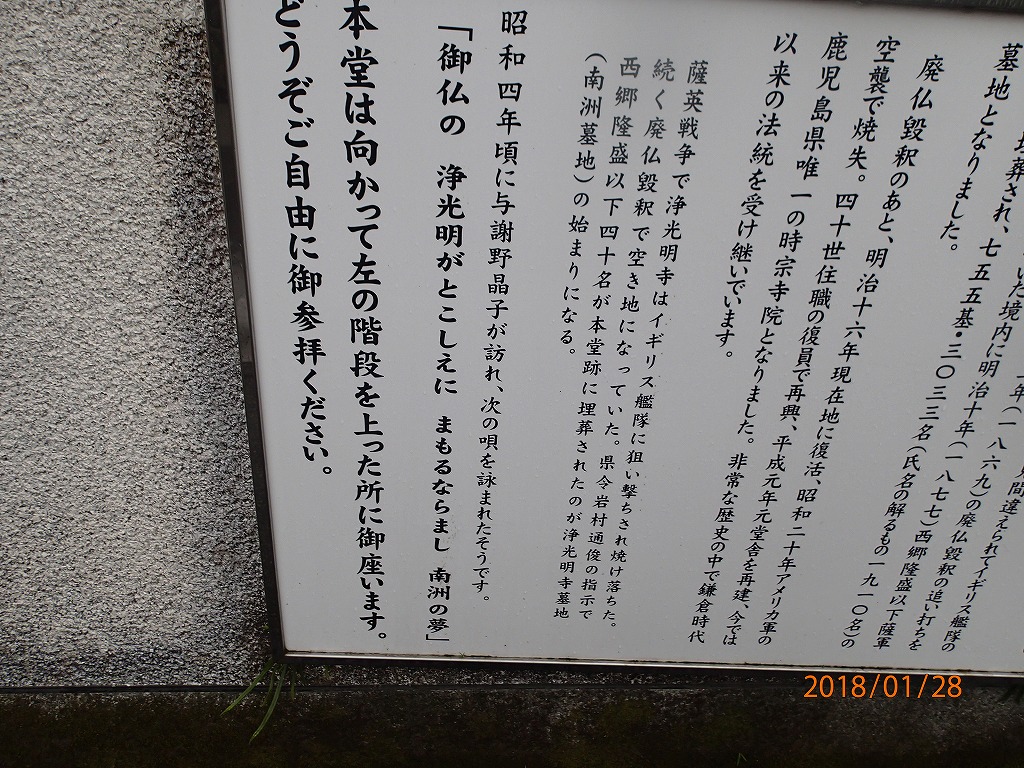 間違えられてイギリス艦隊の
年(一八六九)の廃仏毀釈の追い打ちを
埋葬され、七五五基・三〇三三名(氏名の解るもの一九一〇名)の
境内に明治十年(一八七七)西郷隆盛以下薩軍
墓地となりました。
廃仏毀釈のあと、明治十六年現在地に復活、昭和二十年アメリカ軍の
空襲で焼失。四十世住職の復員で再興、平成元年元堂舎を再建、今では
鹿児島県唯一の時宗寺院となりました。非常な歴史の中で鎌倉時代
以来の法統を受け継いでいます。
薩英戦争で浄光明寺はイギリス艦隊に狙い撃ちされ焼け落ちた。
続く廃仏毀釈で空き地になっていた。県令岩村通俊の指示で
西郷隆盛以下四十名が本堂跡に埋葬されたのが浄光明寺墓地
(南洲墓地)の始まりになる。
昭和四年頃に与謝野晶子が訪れ、次の唄を詠まれたそうです。
「御仏の 浄光明がとこしえに まもるならまし 南洲の夢」
本堂は向かって左の階段を上った所に御座います。
どうぞご自由に御参拝ください。
2018/01/28